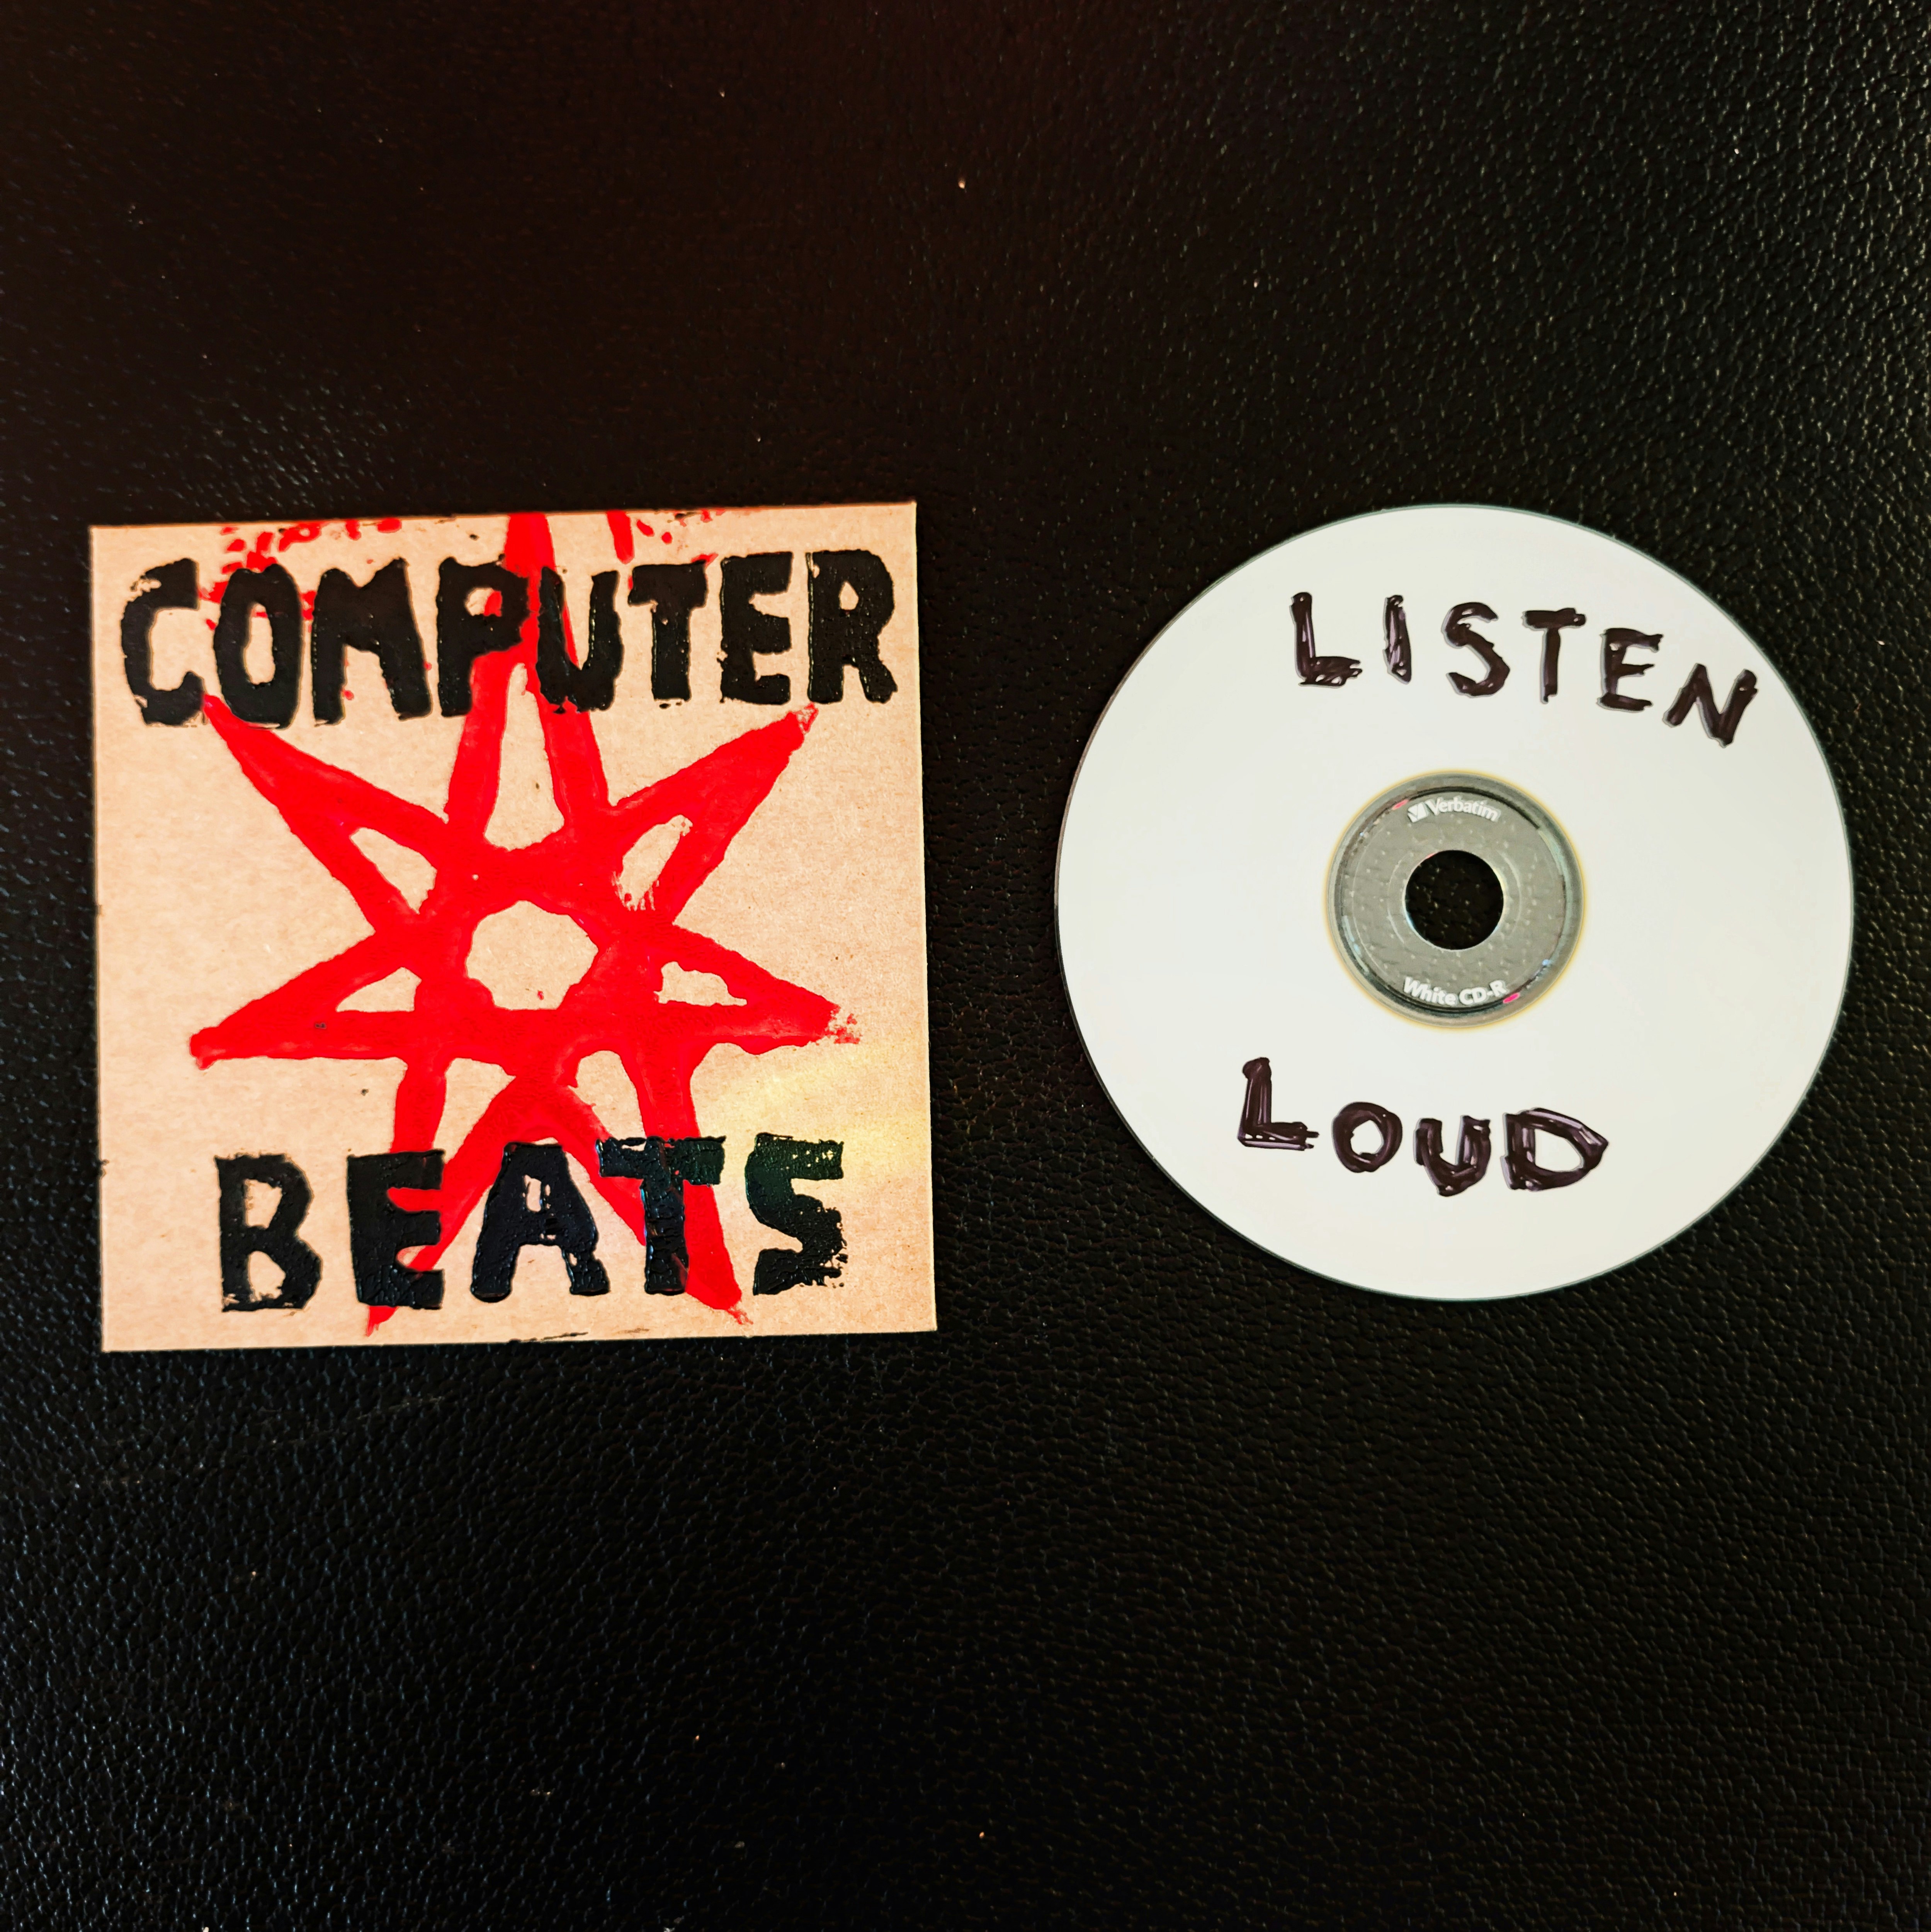 COMPUTER
BEATS
LISTEN
Verbatim
White CD-R
LOUD